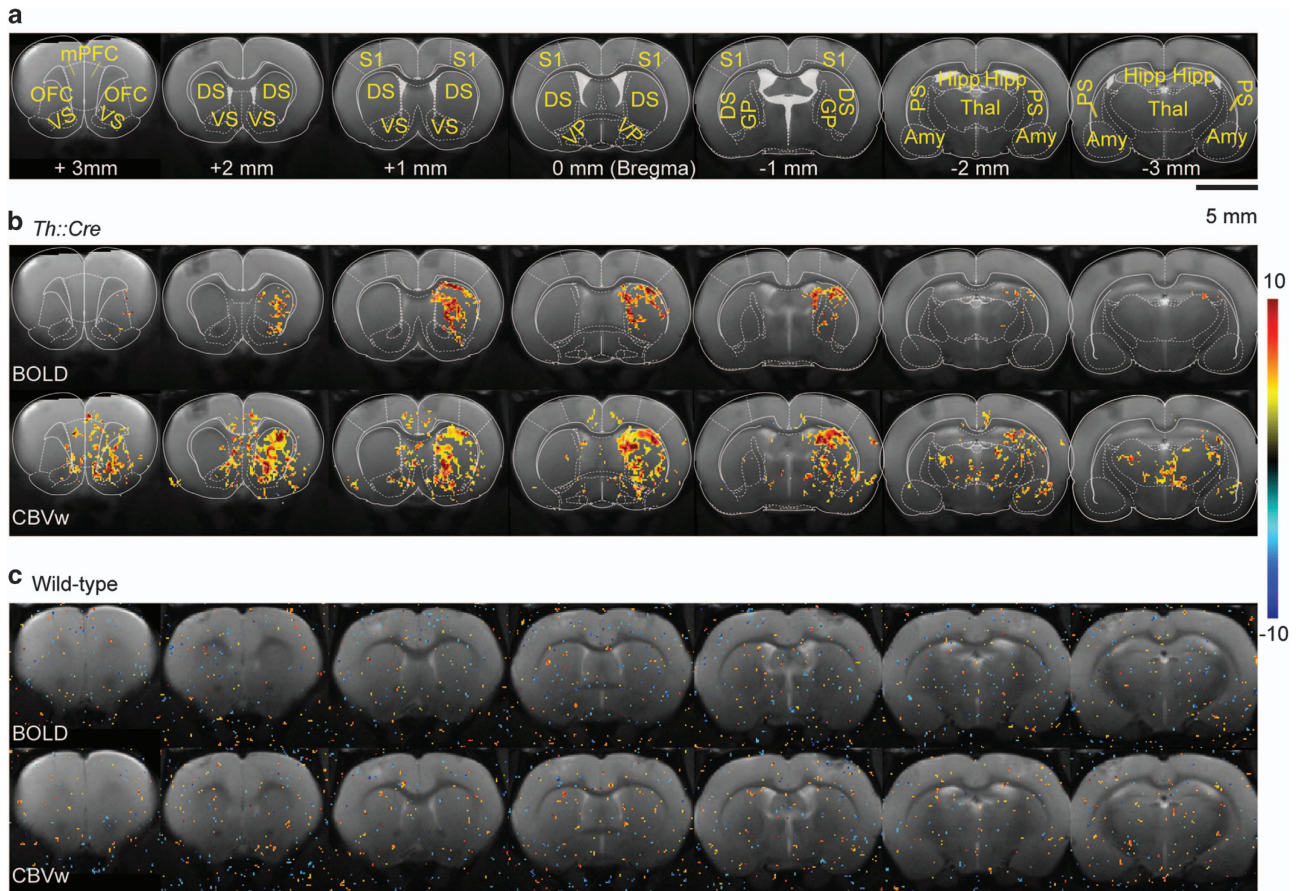 a
mPFC
OFC OFC
VS VS
+ 3mm
DS DS
VS VS
+2 mm
S1 S1
DS DS
VS VS
+1 mm
S1 S1
DS DS
VP VP
0 mm (Bregma)
S1 S1
DS GP GP DS
-1 mm
Hipp Hipp
PS Thal PS
Amy Amy
-2 mm
Hipp Hipp
PS Thal PS
Amy Amy
-3 mm
5 mm
b Th::Cre
BOLD
CBVw
10
-10
c Wild-type
BOLD
CBVw